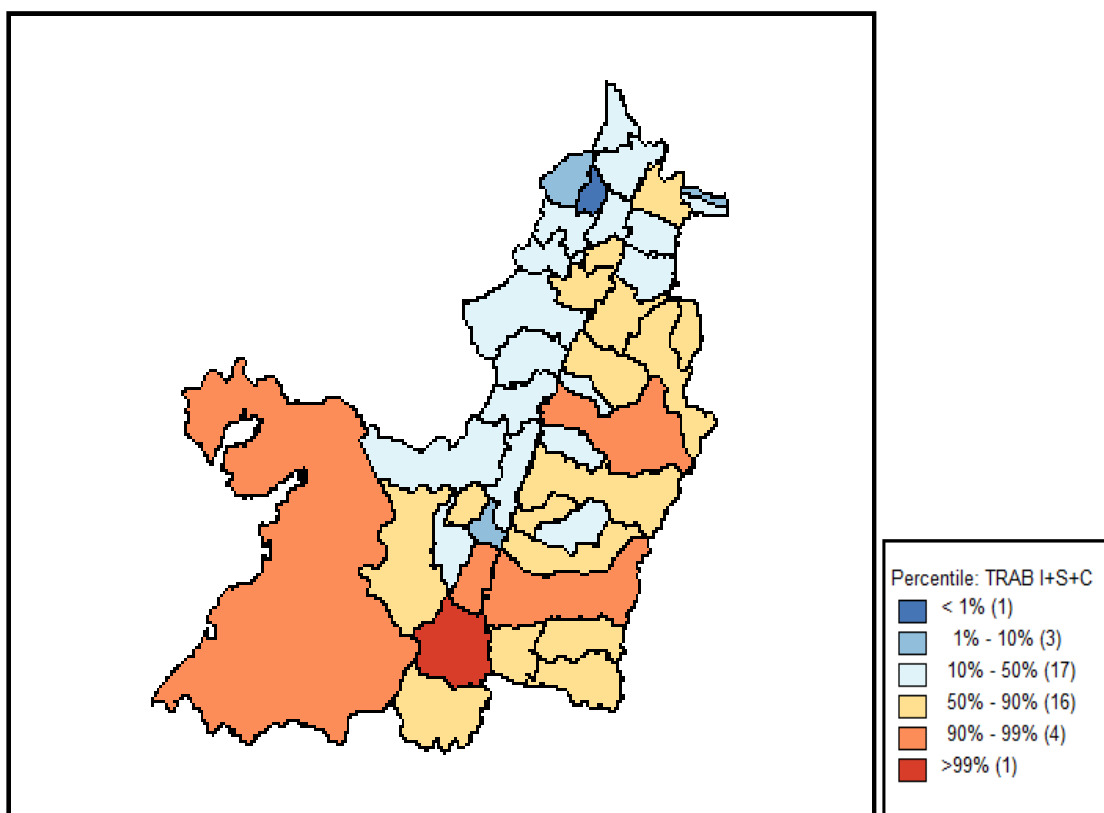 Percentile: TRAB I+S+C
< 1% (1)
1% - 10% (3)
10% - 50% (17)
50% - 90% (16)
90% - 99% (4)
>99% (1)